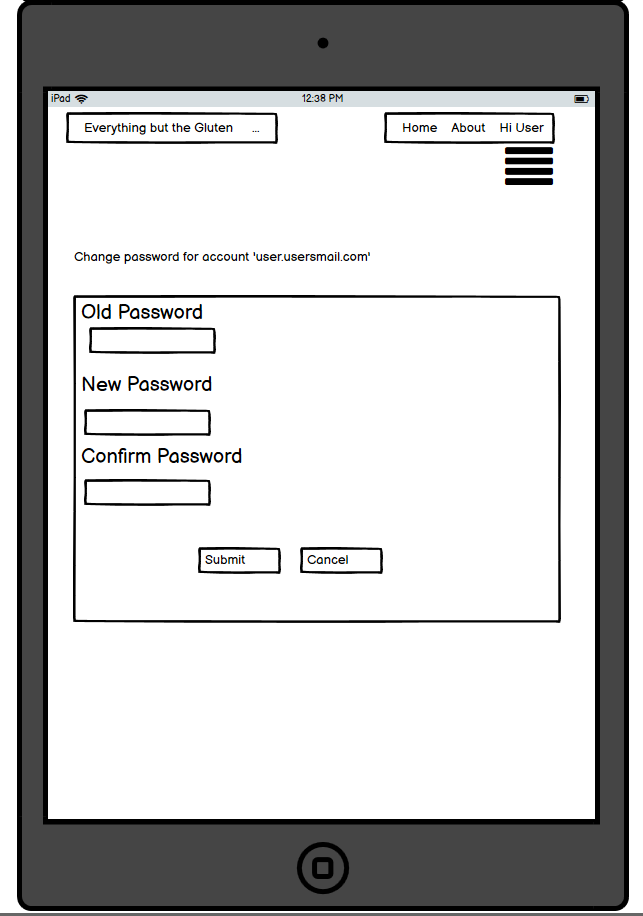 iPad 12:38 PM
Everything but the Gluten ... Home About Hi User
Change password for account 'user.usersmail.com'
Old Password
New Password
Confirm Password
Submit Cancel